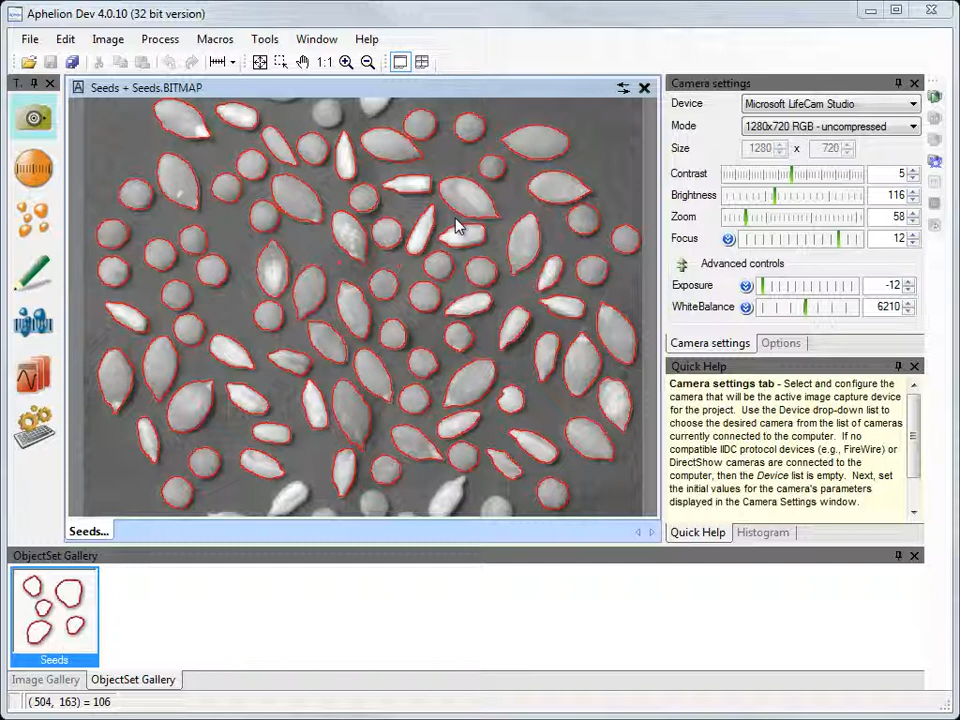 Aphelion Dev 4.0.10 (32 bit version)
File Edit Image Process Macros Tools Window Help
1:1
T.
A Seeds + Seeds.BITMAP
Camera settings
Device Microsoft LifeCam Studio
Mode 1280x720 RGB - uncompressed
Size 1280 x 720
Contrast 5
Brightness 116
Zoom 58
Focus 12
Advanced controls
Exposure -12
WhiteBalance 6210
Camera settings Options
Quick Help
Camera settings tab - Select and configure the
camera that will be the active image capture device
for the project. Use the Device drop-down list to
choose the desired camera from the list of cameras
currently connected to the computer. If no
compatible IIDC protocol devices (e.g., FireWire) or
DirectShow cameras are connected to the
computer, then the Device list is empty. Next, set
the initial values for the camera's parameters
displayed in the Camera Settings window.
Quick Help Histogram
Seeds...
ObjectSet Gallery
Seeds
Image Gallery ObjectSet Gallery
(504, 163) = 106